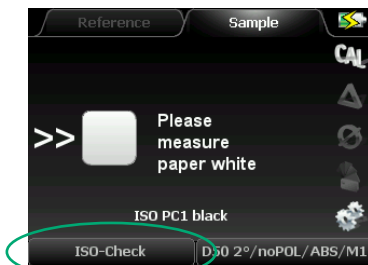 Reference Sample
CAL
>>
Please
measure
paper white
ISO PC1 black
ISO-Check D50 2°/noPOL/ABS/M1